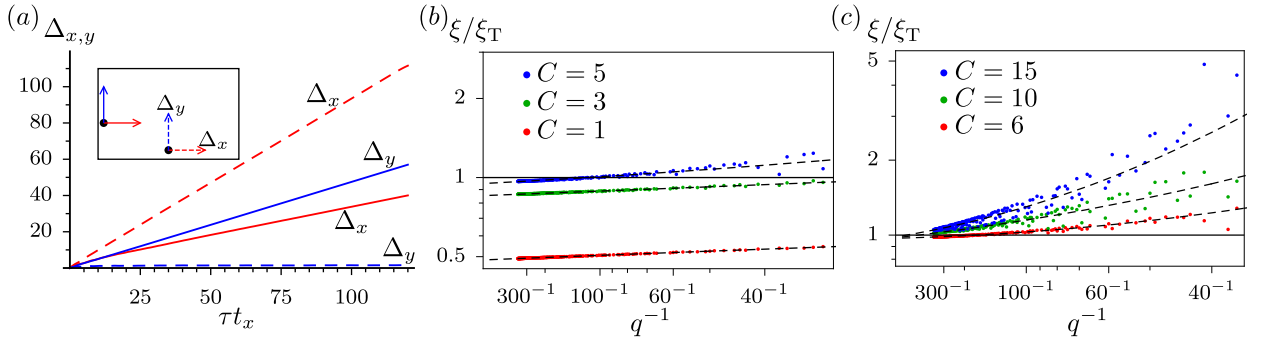 (a)
Δx,y
100
80
60
40
20
25 50 75 100
τtx
Δx
Δy
Δx
Δy
Δy
Δx
(b)
ξ/ξT
2
1
0.5
C = 5
C = 3
C = 1
300⁻¹ 100⁻¹ 60⁻¹ 40⁻¹
q⁻¹
(c)
ξ/ξT
5
2
1
C = 15
C = 10
C = 6
300⁻¹ 100⁻¹ 60⁻¹ 40⁻¹
q⁻¹